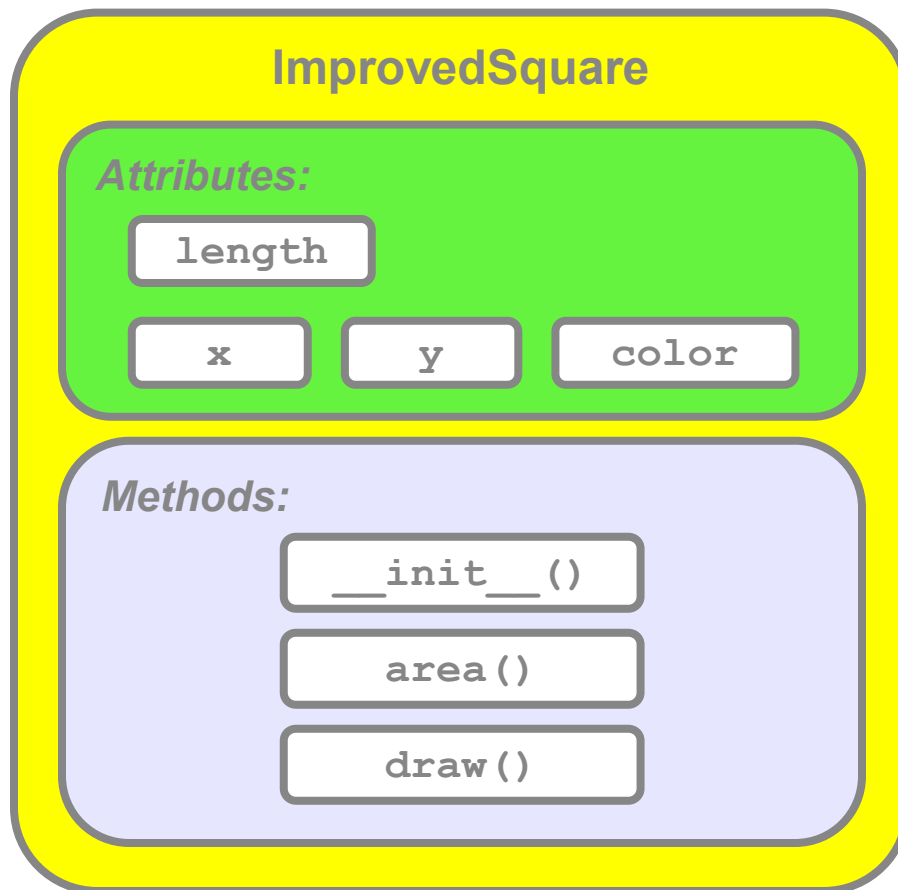 ImprovedSquare
Attributes:
length
x y color
Methods:
__init__()
area()
draw()